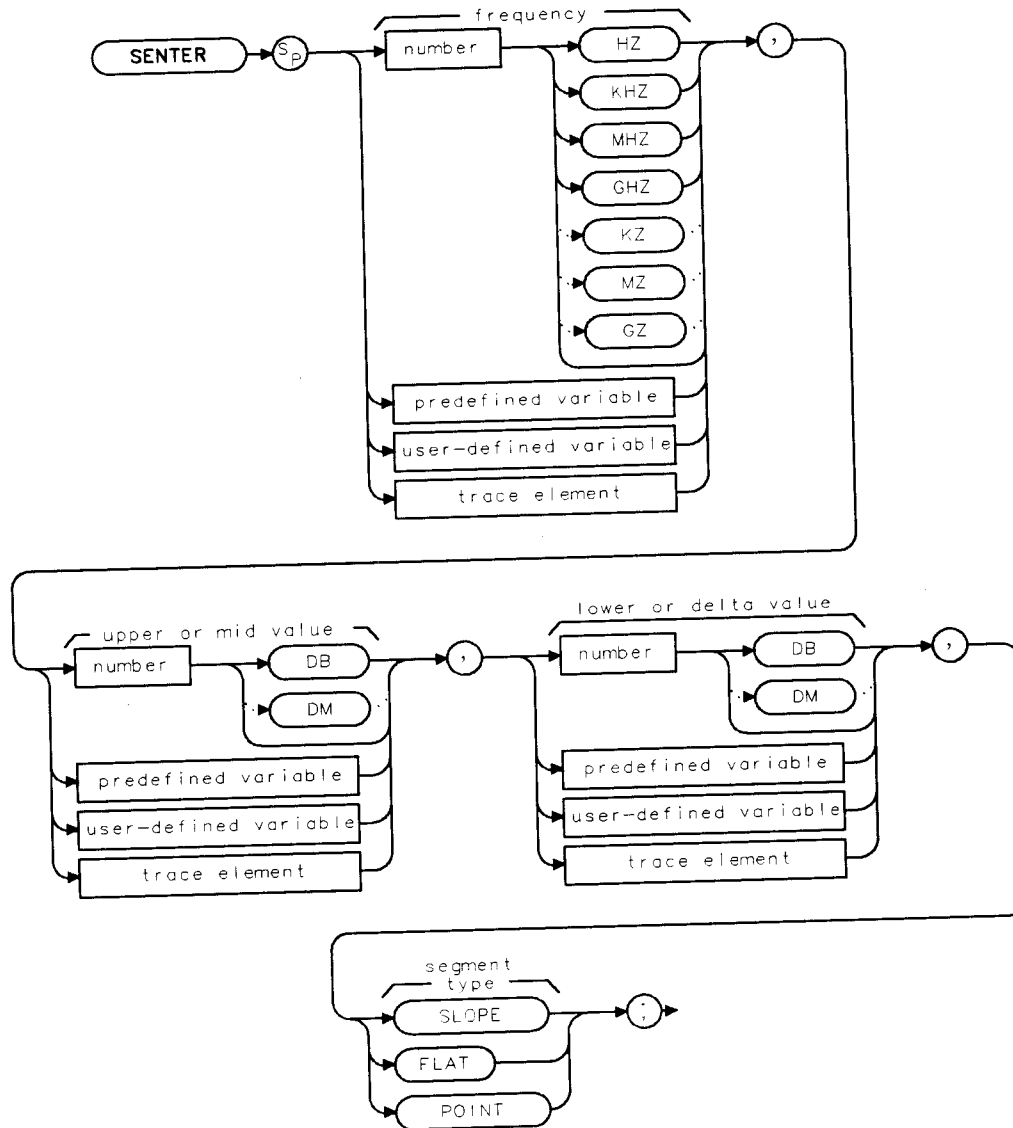 frequency
SENTER SP number HZ ,
KHZ
MHZ
GHZ
KZ
MZ
GZ
predefined variable
user-defined variable
trace element
upper or mid value
number DB ,
DM
predefined variable
user-defined variable
trace element
lower or delta value
number DB ,
DM
predefined variable
user-defined variable
trace element
segment
type
SLOPE ;
FLAT
POINT